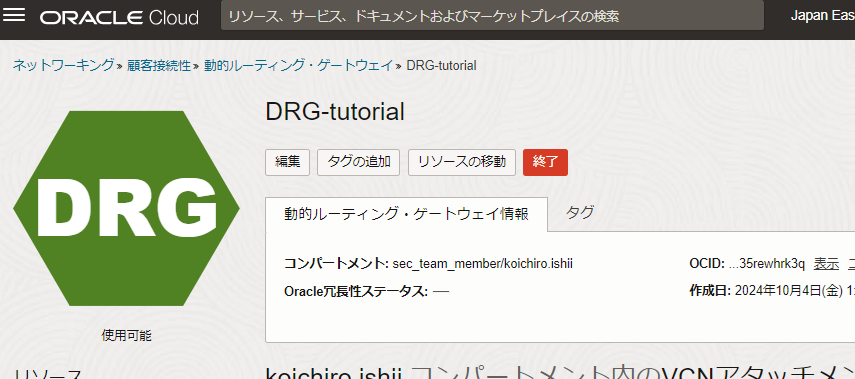 ORACLE Cloud
リソース、サービス、ドキュメントおよびマーケットプレイスの検索
Japan Eas
ネットワーキング » 顧客接続性 » 動的ルーティング・ゲートウェイ » DRG-tutorial
DRG
使用可能
DRG-tutorial
編集 タグの追加 リソースの移動 終了
動的ルーティング・ゲートウェイ情報 タグ
コンパートメント: sec_team_member/koichiro.ishii
OCID: ...35rewhrk3q 表示
Oracle冗長性ステータス: —
作成日: 2024年10月4日(金) 1
リソース
koichiro.ishii コンパートメント内のVCNアタッチメン